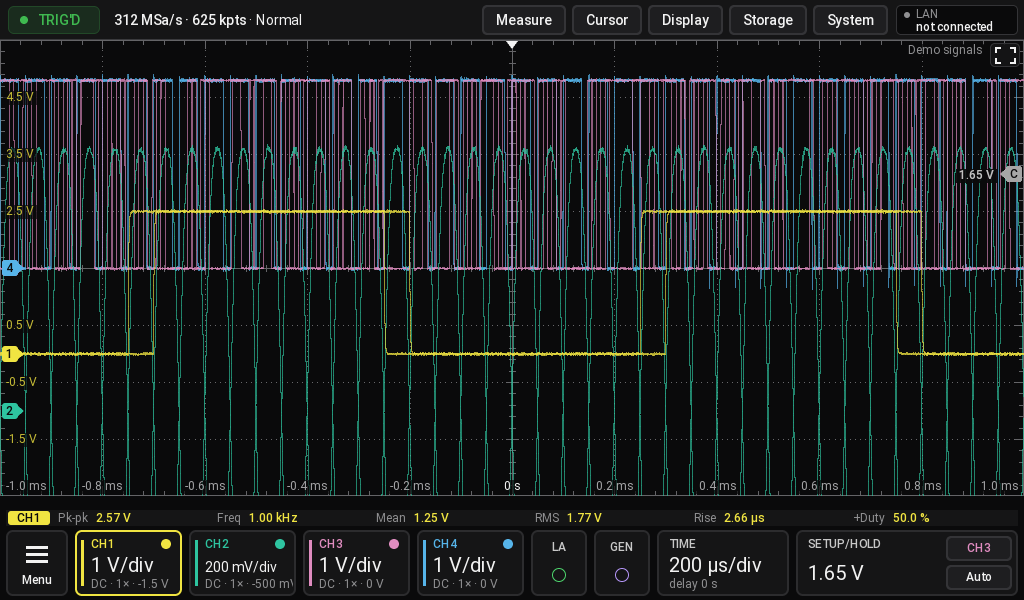 TRIG'D 312 MSa/s · 625 kpts · Normal Measure Cursor Display Storage System LAN
not connected
Demo signals
4.5 V
3.5 V
1.65 V C
2.5 V
4
0.5 V
1
-0.5 V
2
-1.5 V
-1.0 ms -0.8 ms -0.6 ms -0.4 ms -0.2 ms 0 s 0.2 ms 0.4 ms 0.6 ms 0.8 ms 1.0 ms
CH1 Pk-pk 2.57 V Freq 1.00 kHz Mean 1.25 V RMS 1.77 V Rise 2.66 µs +Duty 50.0 %
Menu
CH1
1 V/div
DC · 1× · -1.5 V
CH2
200 mV/div
DC · 1× · -500 mV
CH3
1 V/div
DC · 1× · 0 V
CH4
1 V/div
DC · 1× · 0 V
LA
GEN
TIME
200 µs/div
delay 0 s
SETUP/HOLD
1.65 V
CH3
Auto